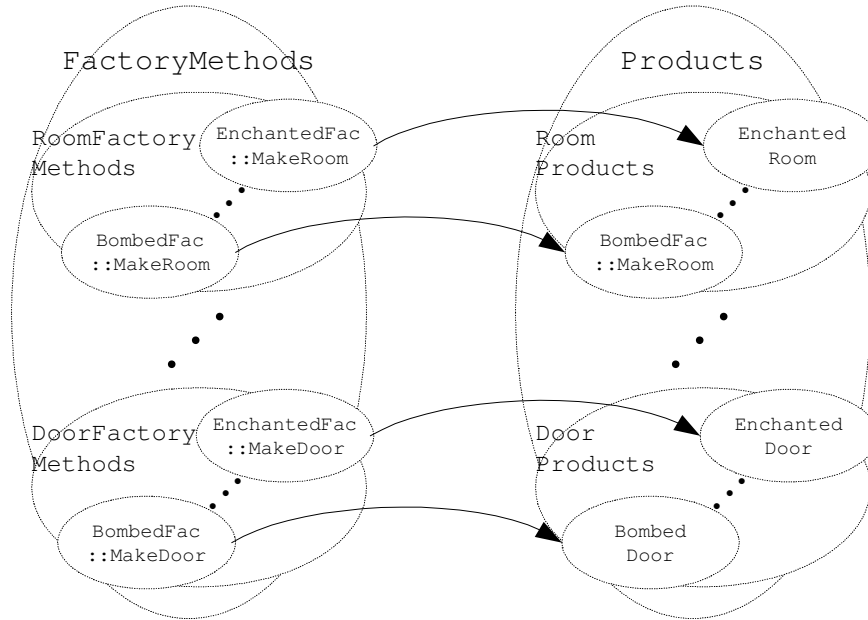 FactoryMethods
RoomFactory
Methods
EnchantedFac
::MakeRoom
BombedFac
::MakeRoom
DoorFactory
Methods
EnchantedFac
::MakeDoor
BombedFac
::MakeDoor
Products
Room
Products
Enchanted
Room
BombedFac
::MakeRoom
Door
Products
Enchanted
Door
Bombed
Door